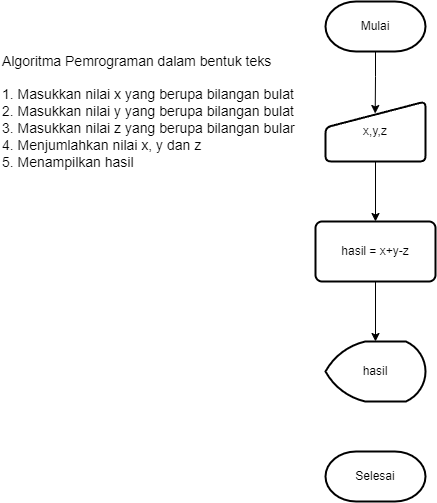 Mulai
Algoritma Pemrograman dalam bentuk teks
1. Masukkan nilai x yang berupa bilangan bulat
2. Masukkan nilai y yang berupa bilangan bulat
3. Masukkan nilai z yang berupa bilangan bular
4. Menjumlahkan nilai x, y dan z
5. Menampilkan hasil
x,y,z
hasil = x+y-z
hasil
Selesai